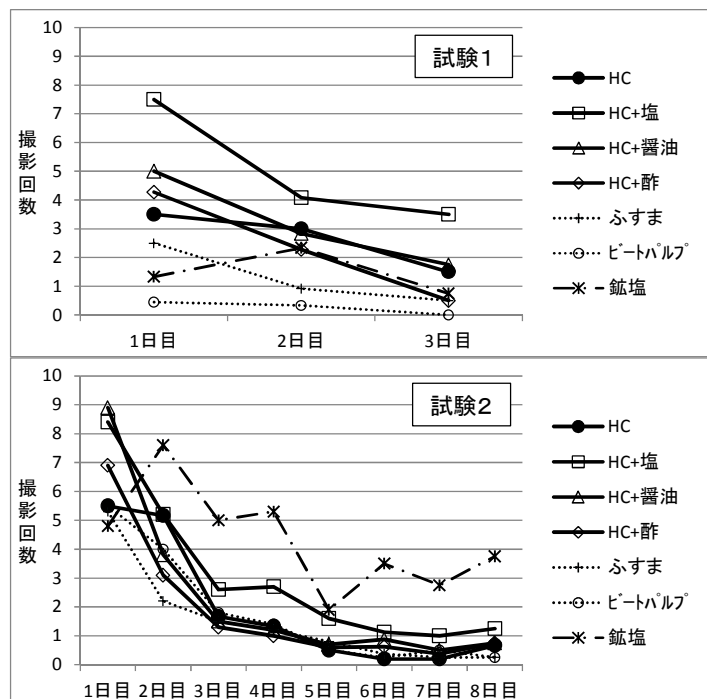 試験1
撮影回数
10
9
8
7
6
5
4
3
2
1
0
1日目 2日目 3日目
HC
HC+塩
HC+醤油
HC+酢
ふすま
ﾋﾞｰﾄﾊﾟﾙﾌﾟ
鉱塩
試験2
撮影回数
10
9
8
7
6
5
4
3
2
1
0
1日目 2日目 3日目 4日目 5日目 6日目 7日目 8日目
HC
HC+塩
HC+醤油
HC+酢
ふすま
ﾋﾞｰﾄﾊﾟﾙﾌﾟ
鉱塩